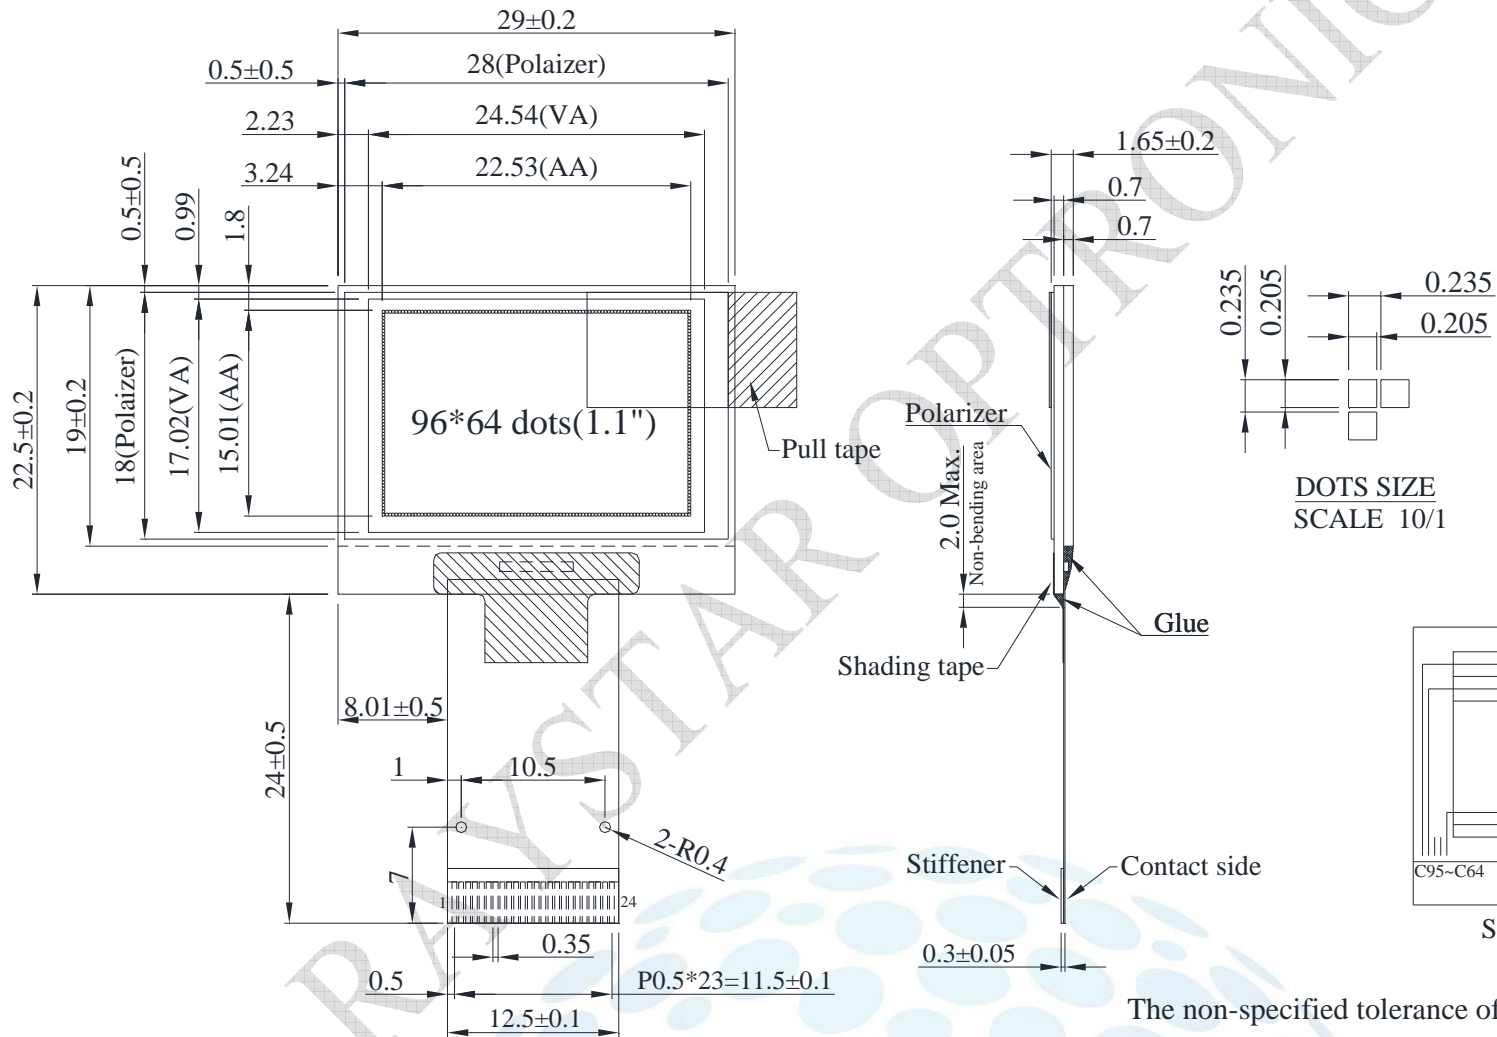 29±0.2
0.5±0.5
28(Polaizer)
2.23
24.54(VA)
3.24
22.53(AA)
0.5±0.5
0.99
1.8
22.5±0.2
19±0.2
18(Polaizer)
17.02(VA)
15.01(AA)
96*64 dots(1.1")
Pull tape
8.01±0.5
24±0.5
1
10.5
7
2-R0.4
1
24
0.35
0.5
P0.5*23=11.5±0.1
12.5±0.1
1.65±0.2
0.7
0.7
Polarizer
2.0 Max.
Non-bending area
Glue
Shading tape
Stiffener
Contact side
0.3±0.05
0.235
0.205
0.235
0.205
DOTS SIZE
SCALE 10/1
C95~C64
S
The non-specified tolerance of
RAYSTAR OPTRONIC